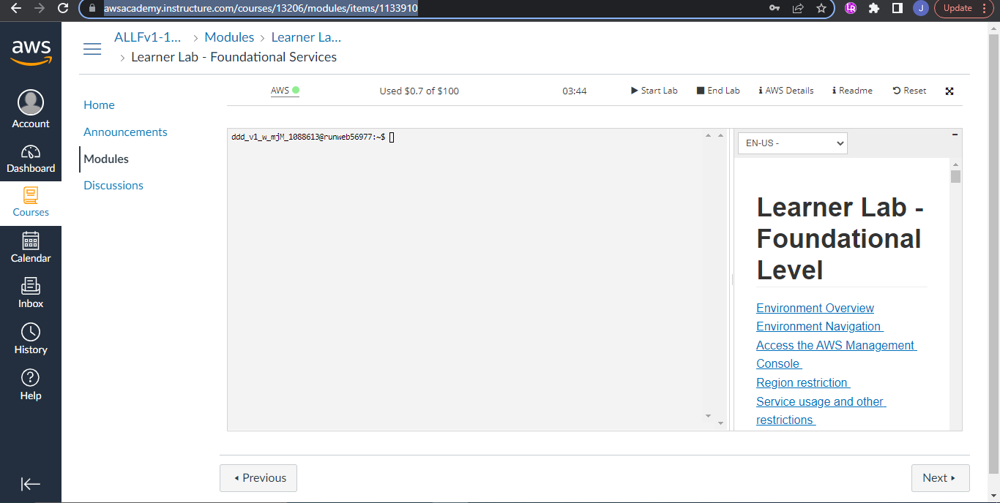 awsacademy.instructure.com/courses/13206/modules/items/1133910
J
Update
aws
ALLFv1-1... > Modules > Learner La...
> Learner Lab - Foundational Services
Account
Dashboard
Courses
Calendar
Inbox
History
Help
Home
Announcements
Modules
Discussions
AWS Used $0.7 of $100 03:44 Start Lab End Lab AWS Details Readme Reset
ddd_v1_w_mjM_1088613@runweb56977:~$
EN-US -
Learner Lab -
Foundational
Level
Environment Overview
Environment Navigation
Access the AWS Management
Console
Region restriction
Service usage and other
restrictions
Previous
Next